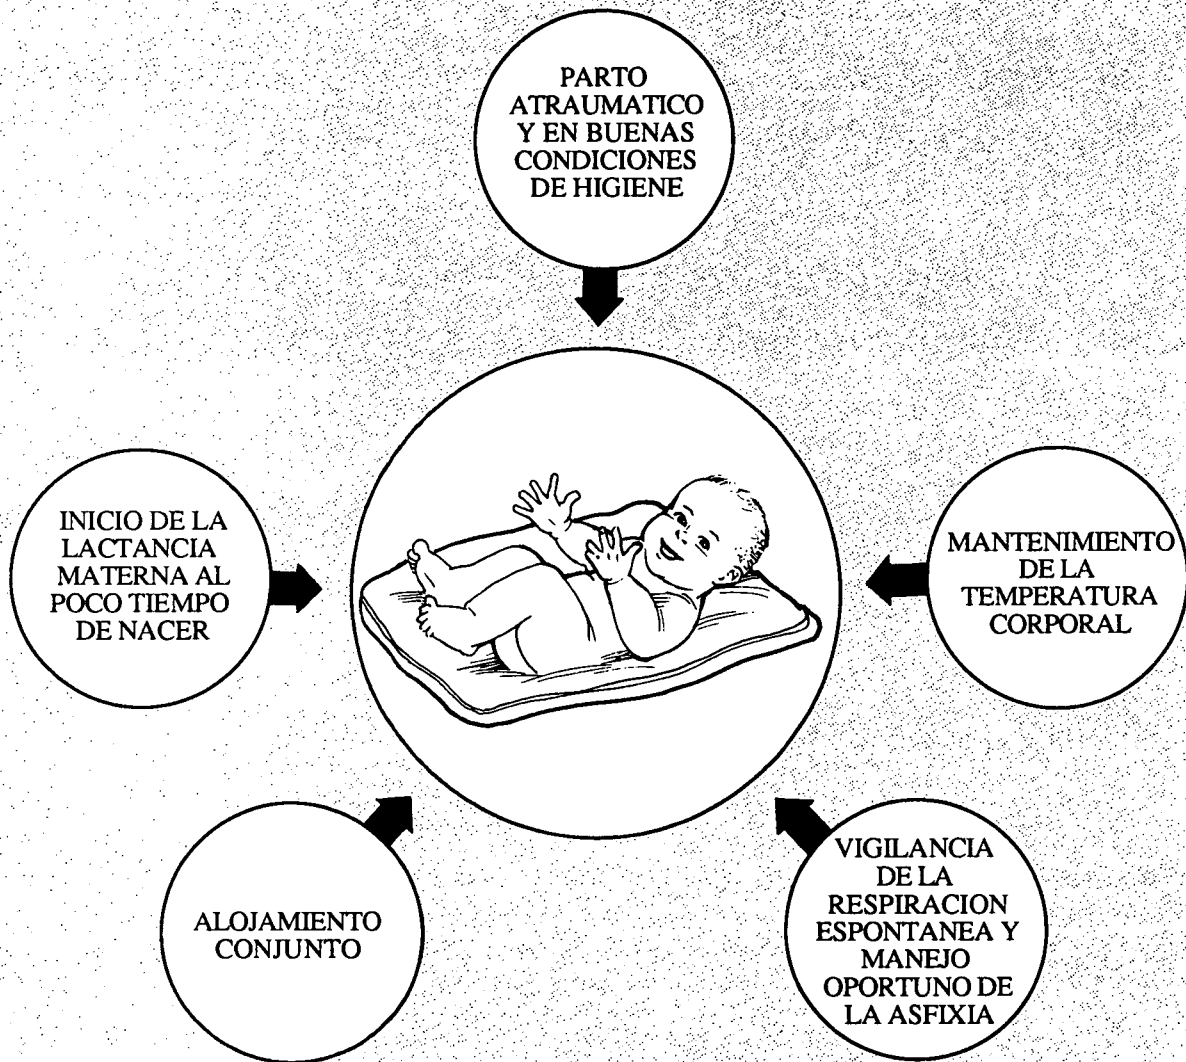 PARTO
ATRAUMATICO
Y EN BUENAS
CONDICIONES
DE HIGIENE
INICIO DE LA
LACTANCIA
MATERNA AL
POCO TIEMPO
DE NACER
MANTENIMIENTO
DE LA
TEMPERATURA
CORPORAL
ALOJAMIENTO
CONJUNTO
VIGILANCIA
DE LA
RESPIRACION
ESPONTANEA Y
MANEJO
OPORTUNO DE
LA ASFIXIA